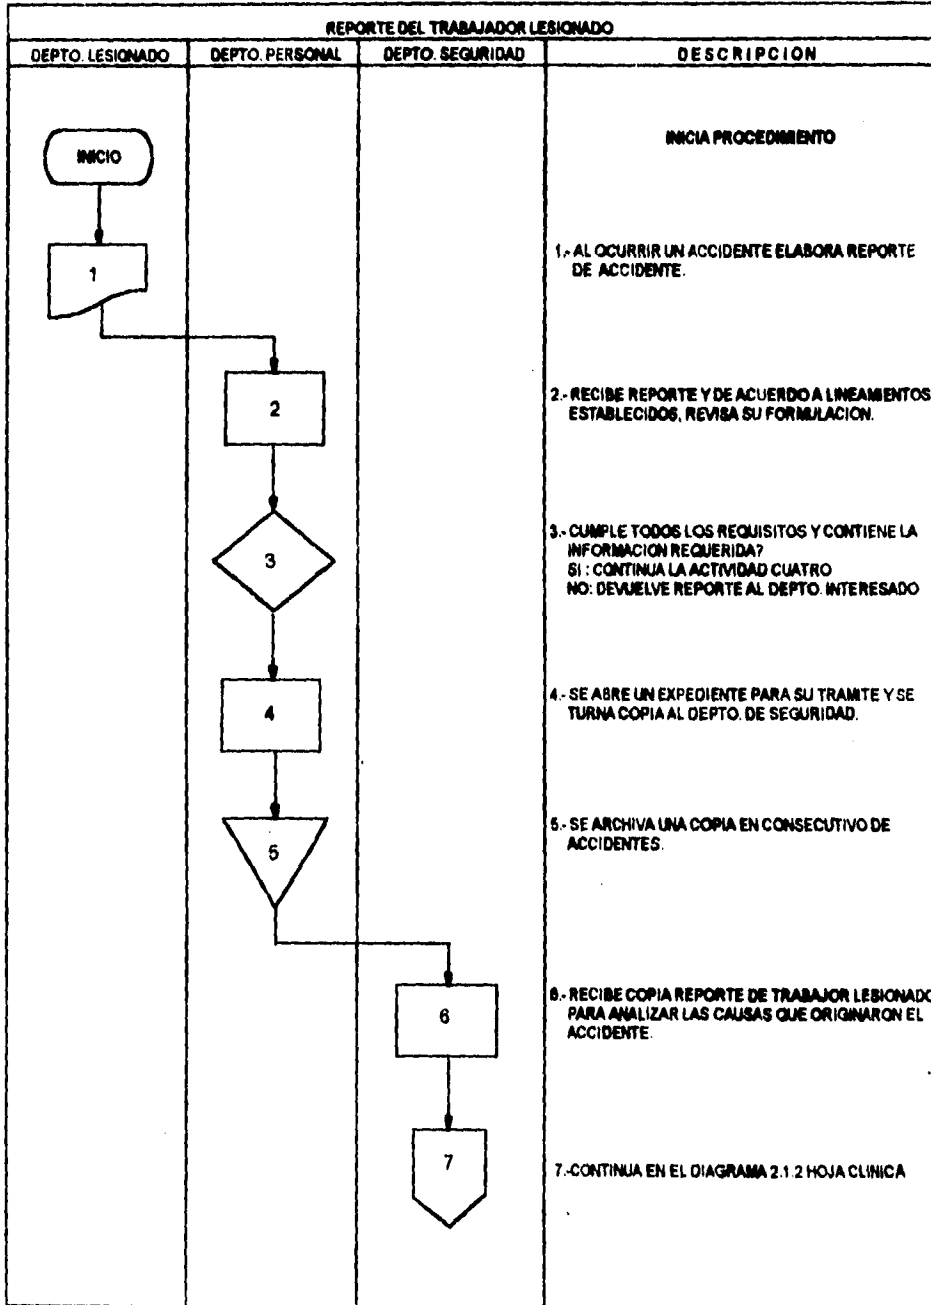 REPORTE DEL TRABAJADOR LESIONADO
DEPTO. LESIONADO DEPTO. PERSONAL DEPTO. SEGURIDAD DESCRIPCION
INICIO
INICIA PROCEDIMIENTO
1
1.- AL OCURRIR UN ACCIDENTE ELABORA REPORTE
DE ACCIDENTE.
2
2.- RECIBE REPORTE Y DE ACUERDO A LINEAMIENTOS
ESTABLECIDOS, REVISA SU FORMULACION.
3
3.- CUMPLE TODOS LOS REQUISITOS Y CONTIENE LA
INFORMACION REQUERIDA?
SI : CONTINUA LA ACTIVIDAD CUATRO
NO: DEVUELVE REPORTE AL DEPTO. INTERESADO
4
4.- SE ABRE UN EXPEDIENTE PARA SU TRAMITE Y SE
TURNA COPIA AL DEPTO. DE SEGURIDAD.
5
5.- SE ARCHIVA UNA COPIA EN CONSECUTIVO DE
ACCIDENTES.
6
6.- RECIBE COPIA REPORTE DE TRABAJOR LESIONADO
PARA ANALIZAR LAS CAUSAS QUE ORIGINARON EL
ACCIDENTE.
7
7.-CONTINUA EN EL DIAGRAMA 2.1.2 HOJA CLINICA